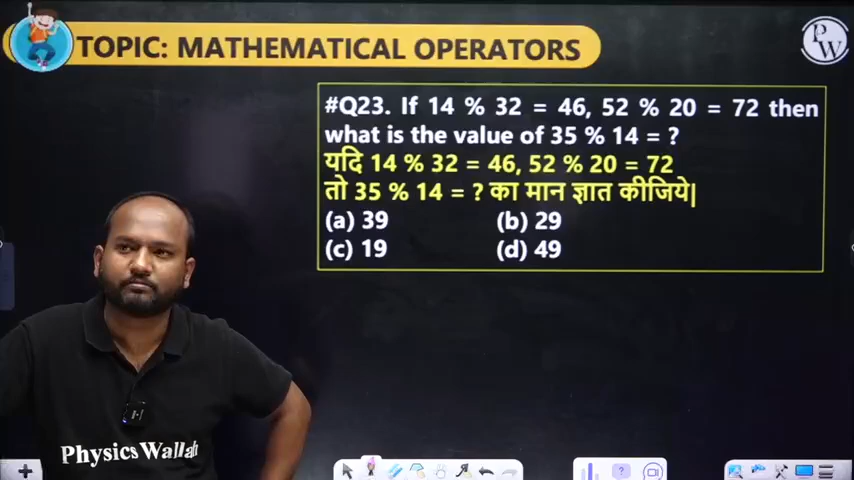 TOPIC: MATHEMATICAL OPERATORS
PW
#Q23. If 14 % 32 = 46, 52 % 20 = 72 then
what is the value of 35 % 14 = ?
यदि 14 % 32 = 46, 52 % 20 = 72
तो 35 % 14 = ? का मान ज्ञात कीजिये|
(a) 39 (b) 29
(c) 19 (d) 49
Physics Wallah